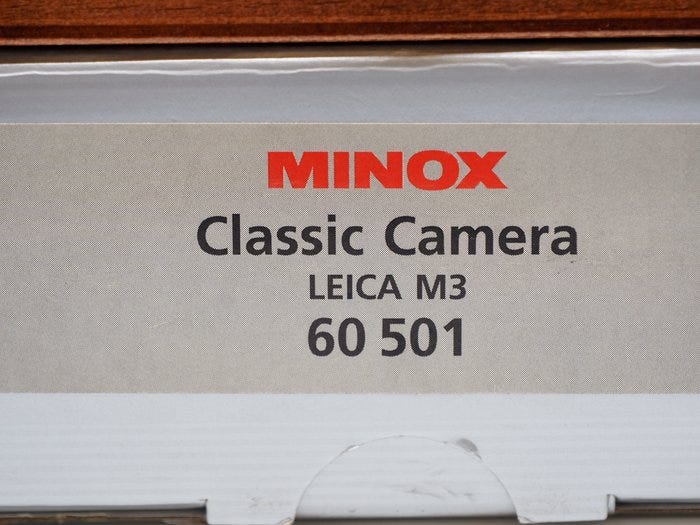 MINOX
Classic Camera
LEICA M3
60 501